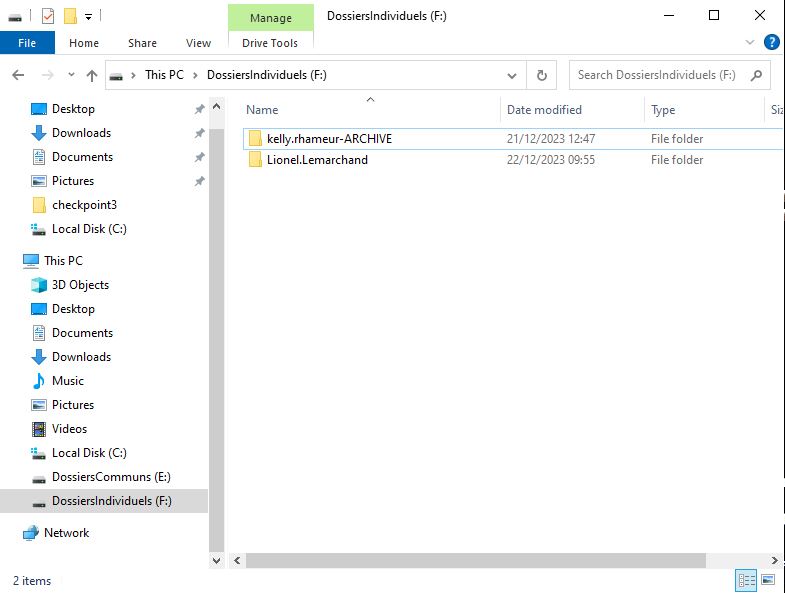 Manage
DossiersIndividuels (F:)
File
Home
Share
View
Drive Tools
?
This PC > DossiersIndividuels (F:)
Search DossiersIndividuels (F:)
Desktop
Downloads
Documents
Pictures
checkpoint3
Local Disk (C:)
This PC
3D Objects
Desktop
Documents
Downloads
Music
Pictures
Videos
Local Disk (C:)
DossiersCommuns (E:)
DossiersIndividuels (F:)
Network
Name Date modified Type Siz
kelly.rhameur-ARCHIVE 21/12/2023 12:47 File folder
Lionel.Lemarchand 22/12/2023 09:55 File folder
2 items